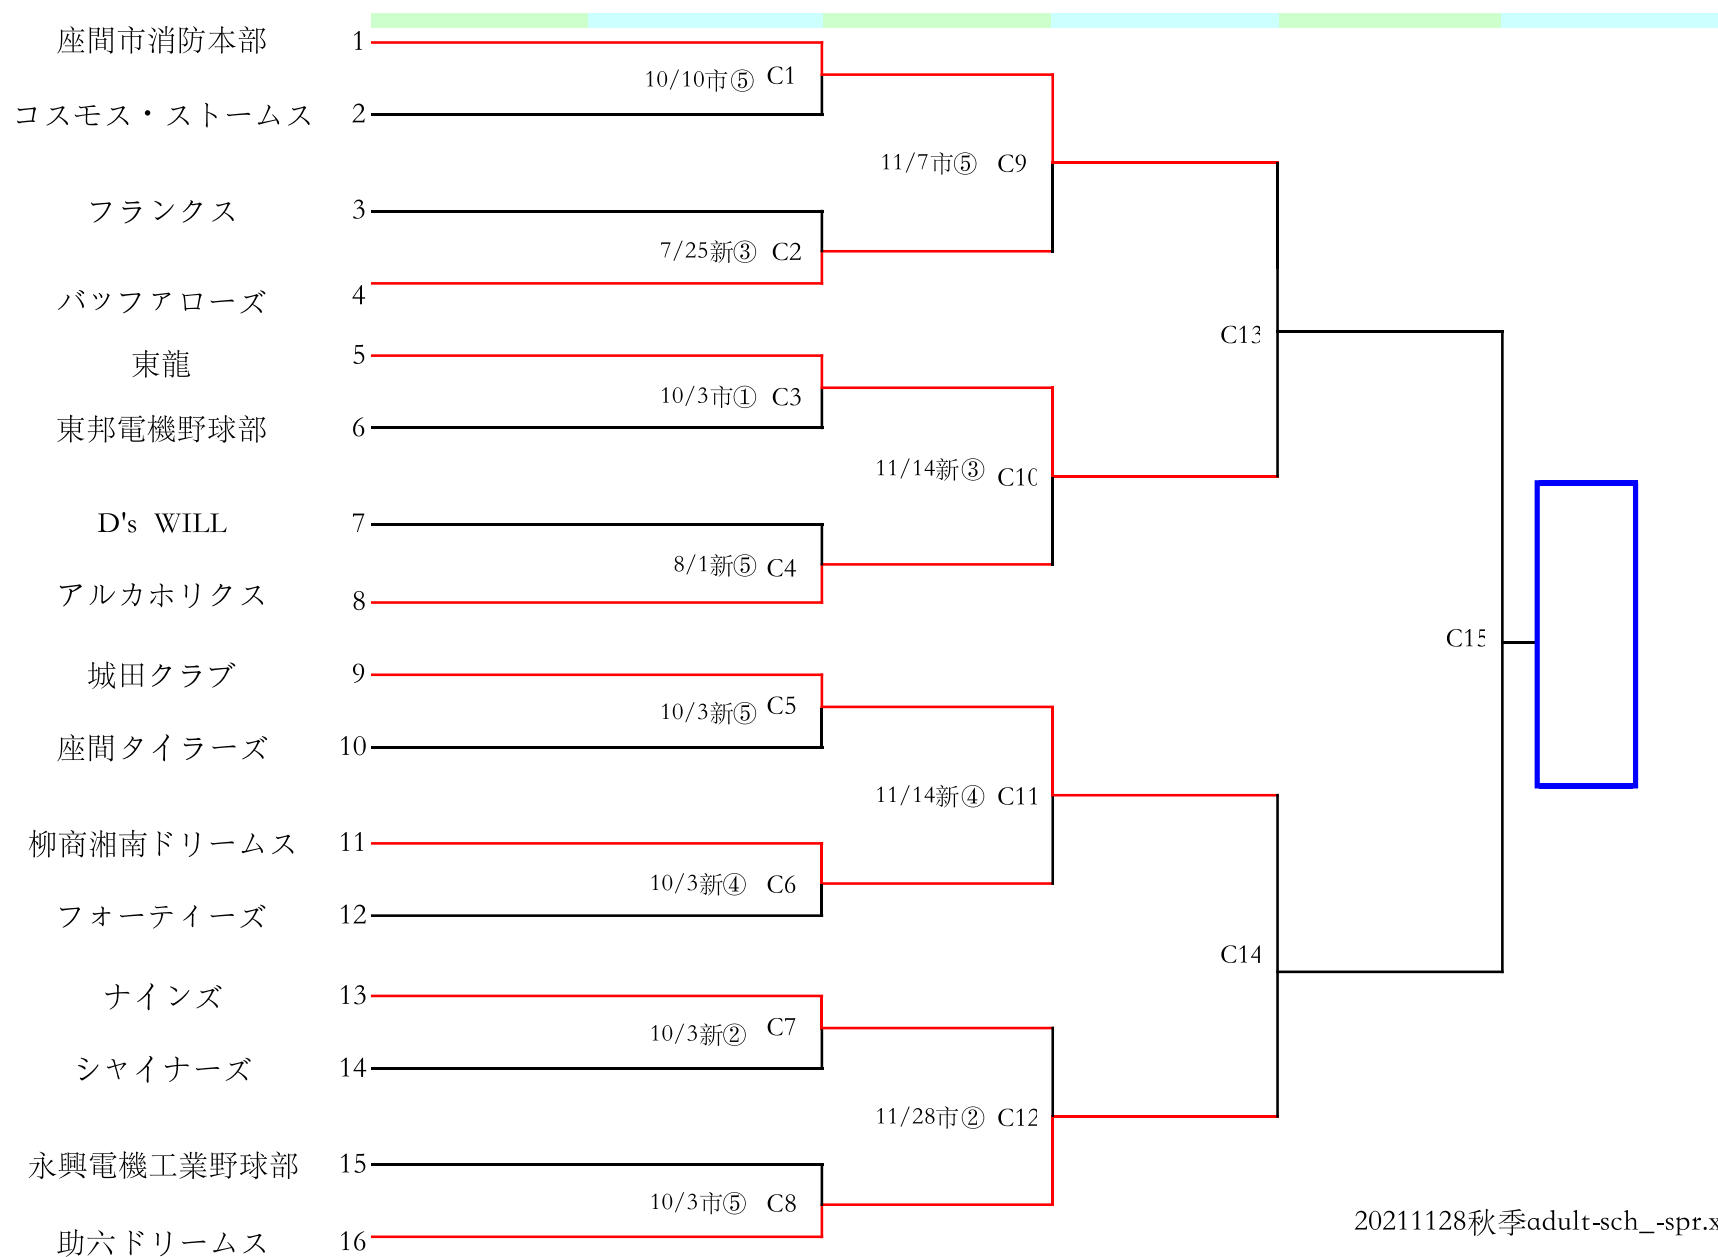 座間市消防本部 1
10/10市⑤ C1
コスモス・ストームス 2
11/7市⑤ C9
フランクス 3
7/25新③ C2
バツファローズ 4
C13
東龍 5
10/3市① C3
東邦電機野球部 6
11/14新③ C10
D's WILL 7
8/1新⑤ C4
アルカホリクス 8
C15
城田クラブ 9
10/3新⑤ C5
座間タイラーズ 10
11/14新④ C11
柳商湘南ドリームス 11
10/3新④ C6
フォーテイーズ 12
C14
ナインズ 13
10/3新② C7
シャイナーズ 14
11/28市② C12
永興電機工業野球部 15
10/3市⑤ C8
助六ドリームス 16
20211128秋季adult-sch_-spr.x